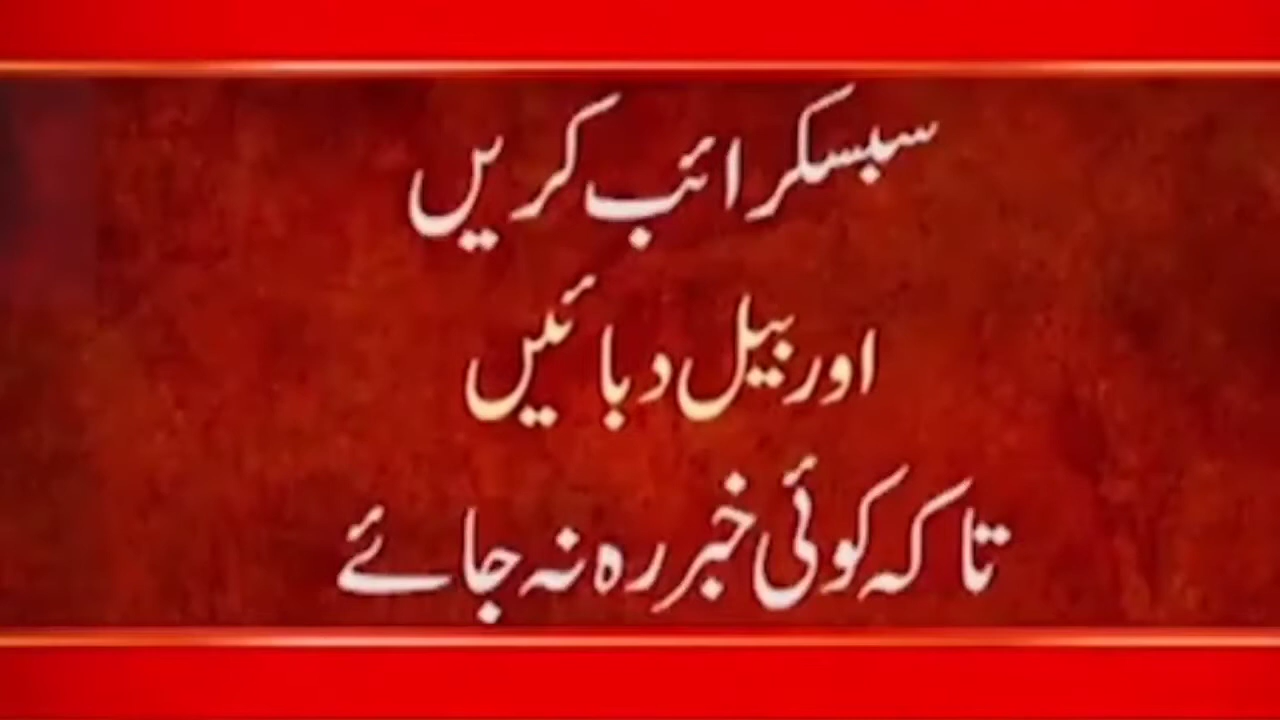 سبسکرائب کریں
اور بیل دبائیں
تاکہ کوئی خبر رہ نہ جائے